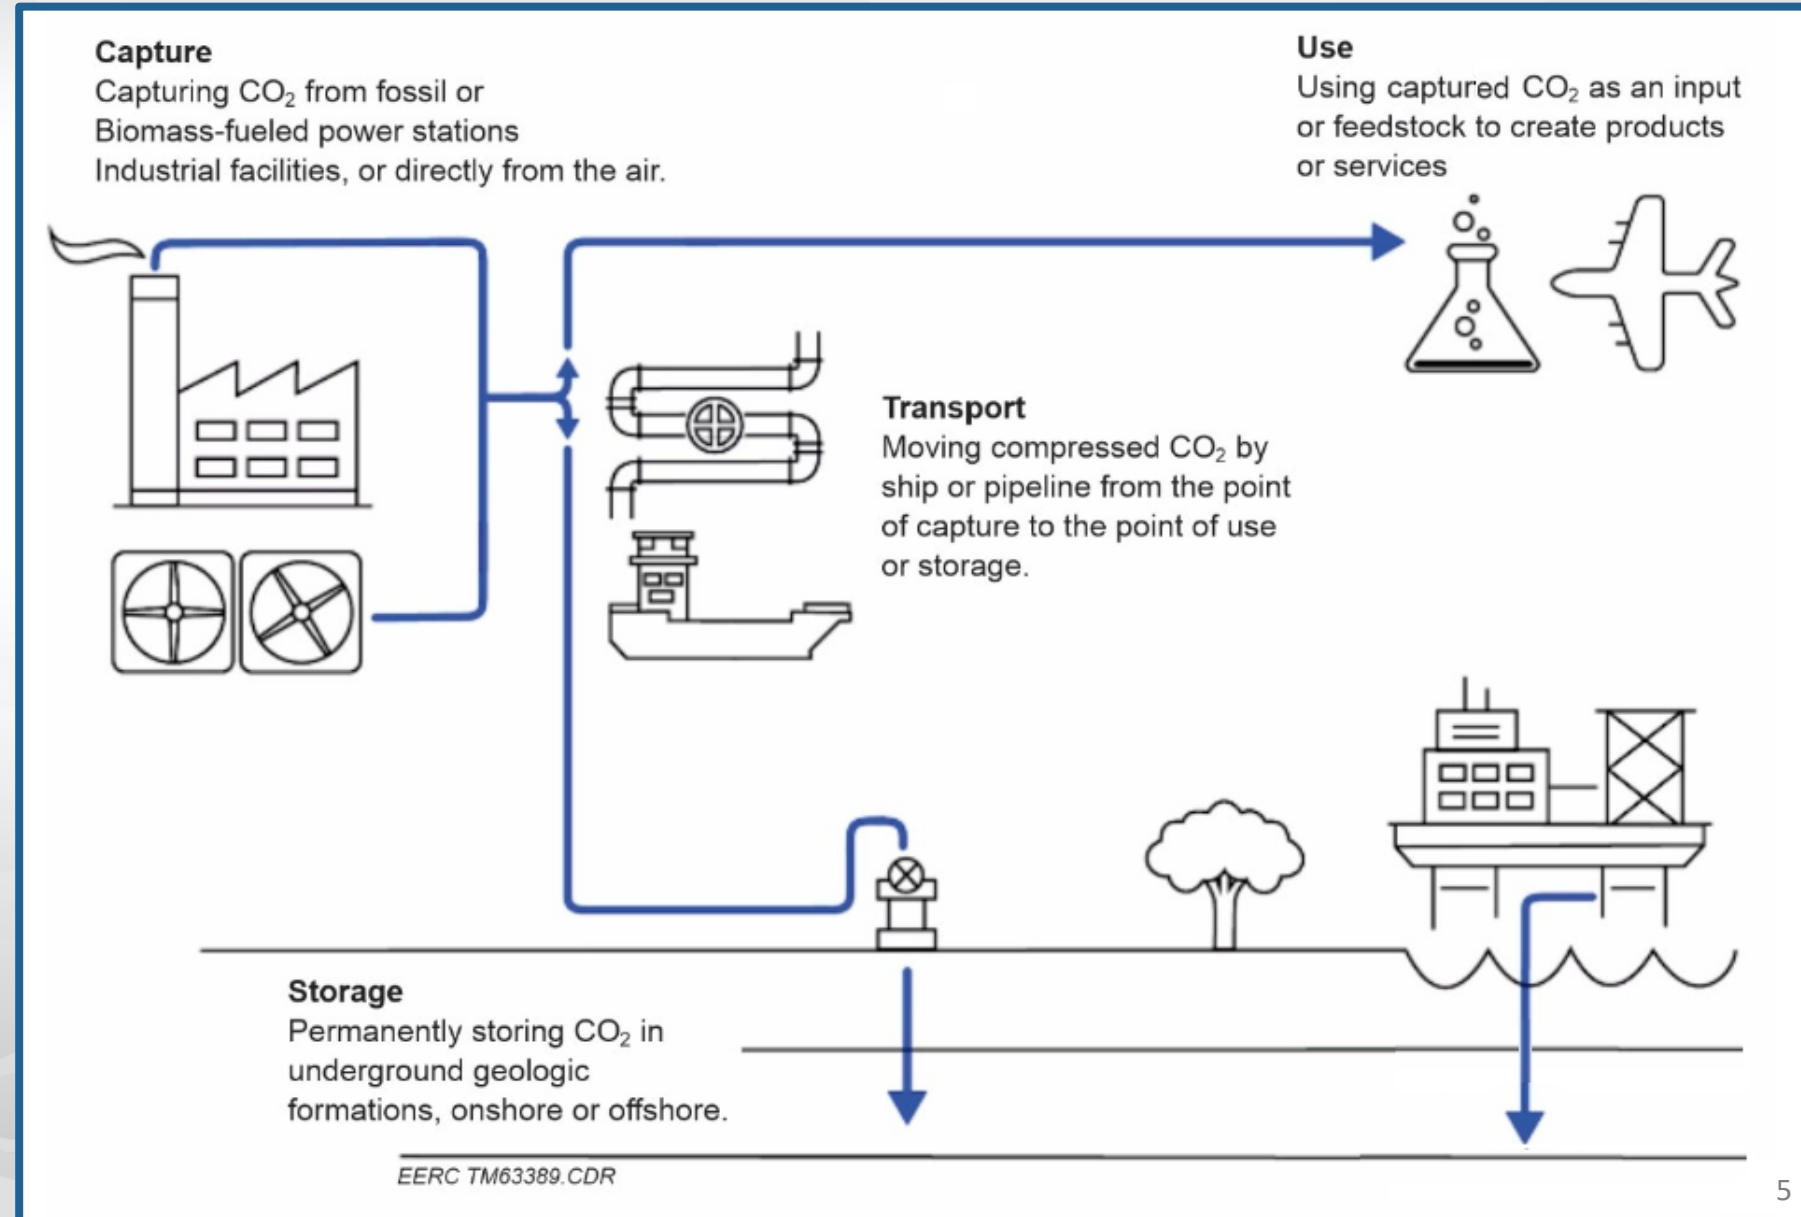 Capture
Capturing CO₂ from fossil or
Biomass-fueled power stations
Industrial facilities, or directly from the air.
Use
Using captured CO₂ as an input
or feedstock to create products
or services
Transport
Moving compressed CO₂ by
ship or pipeline from the point
of capture to the point of use
or storage.
Storage
Permanently storing CO₂ in
underground geologic
formations, onshore or offshore.
EERC TM63389.CDR
5